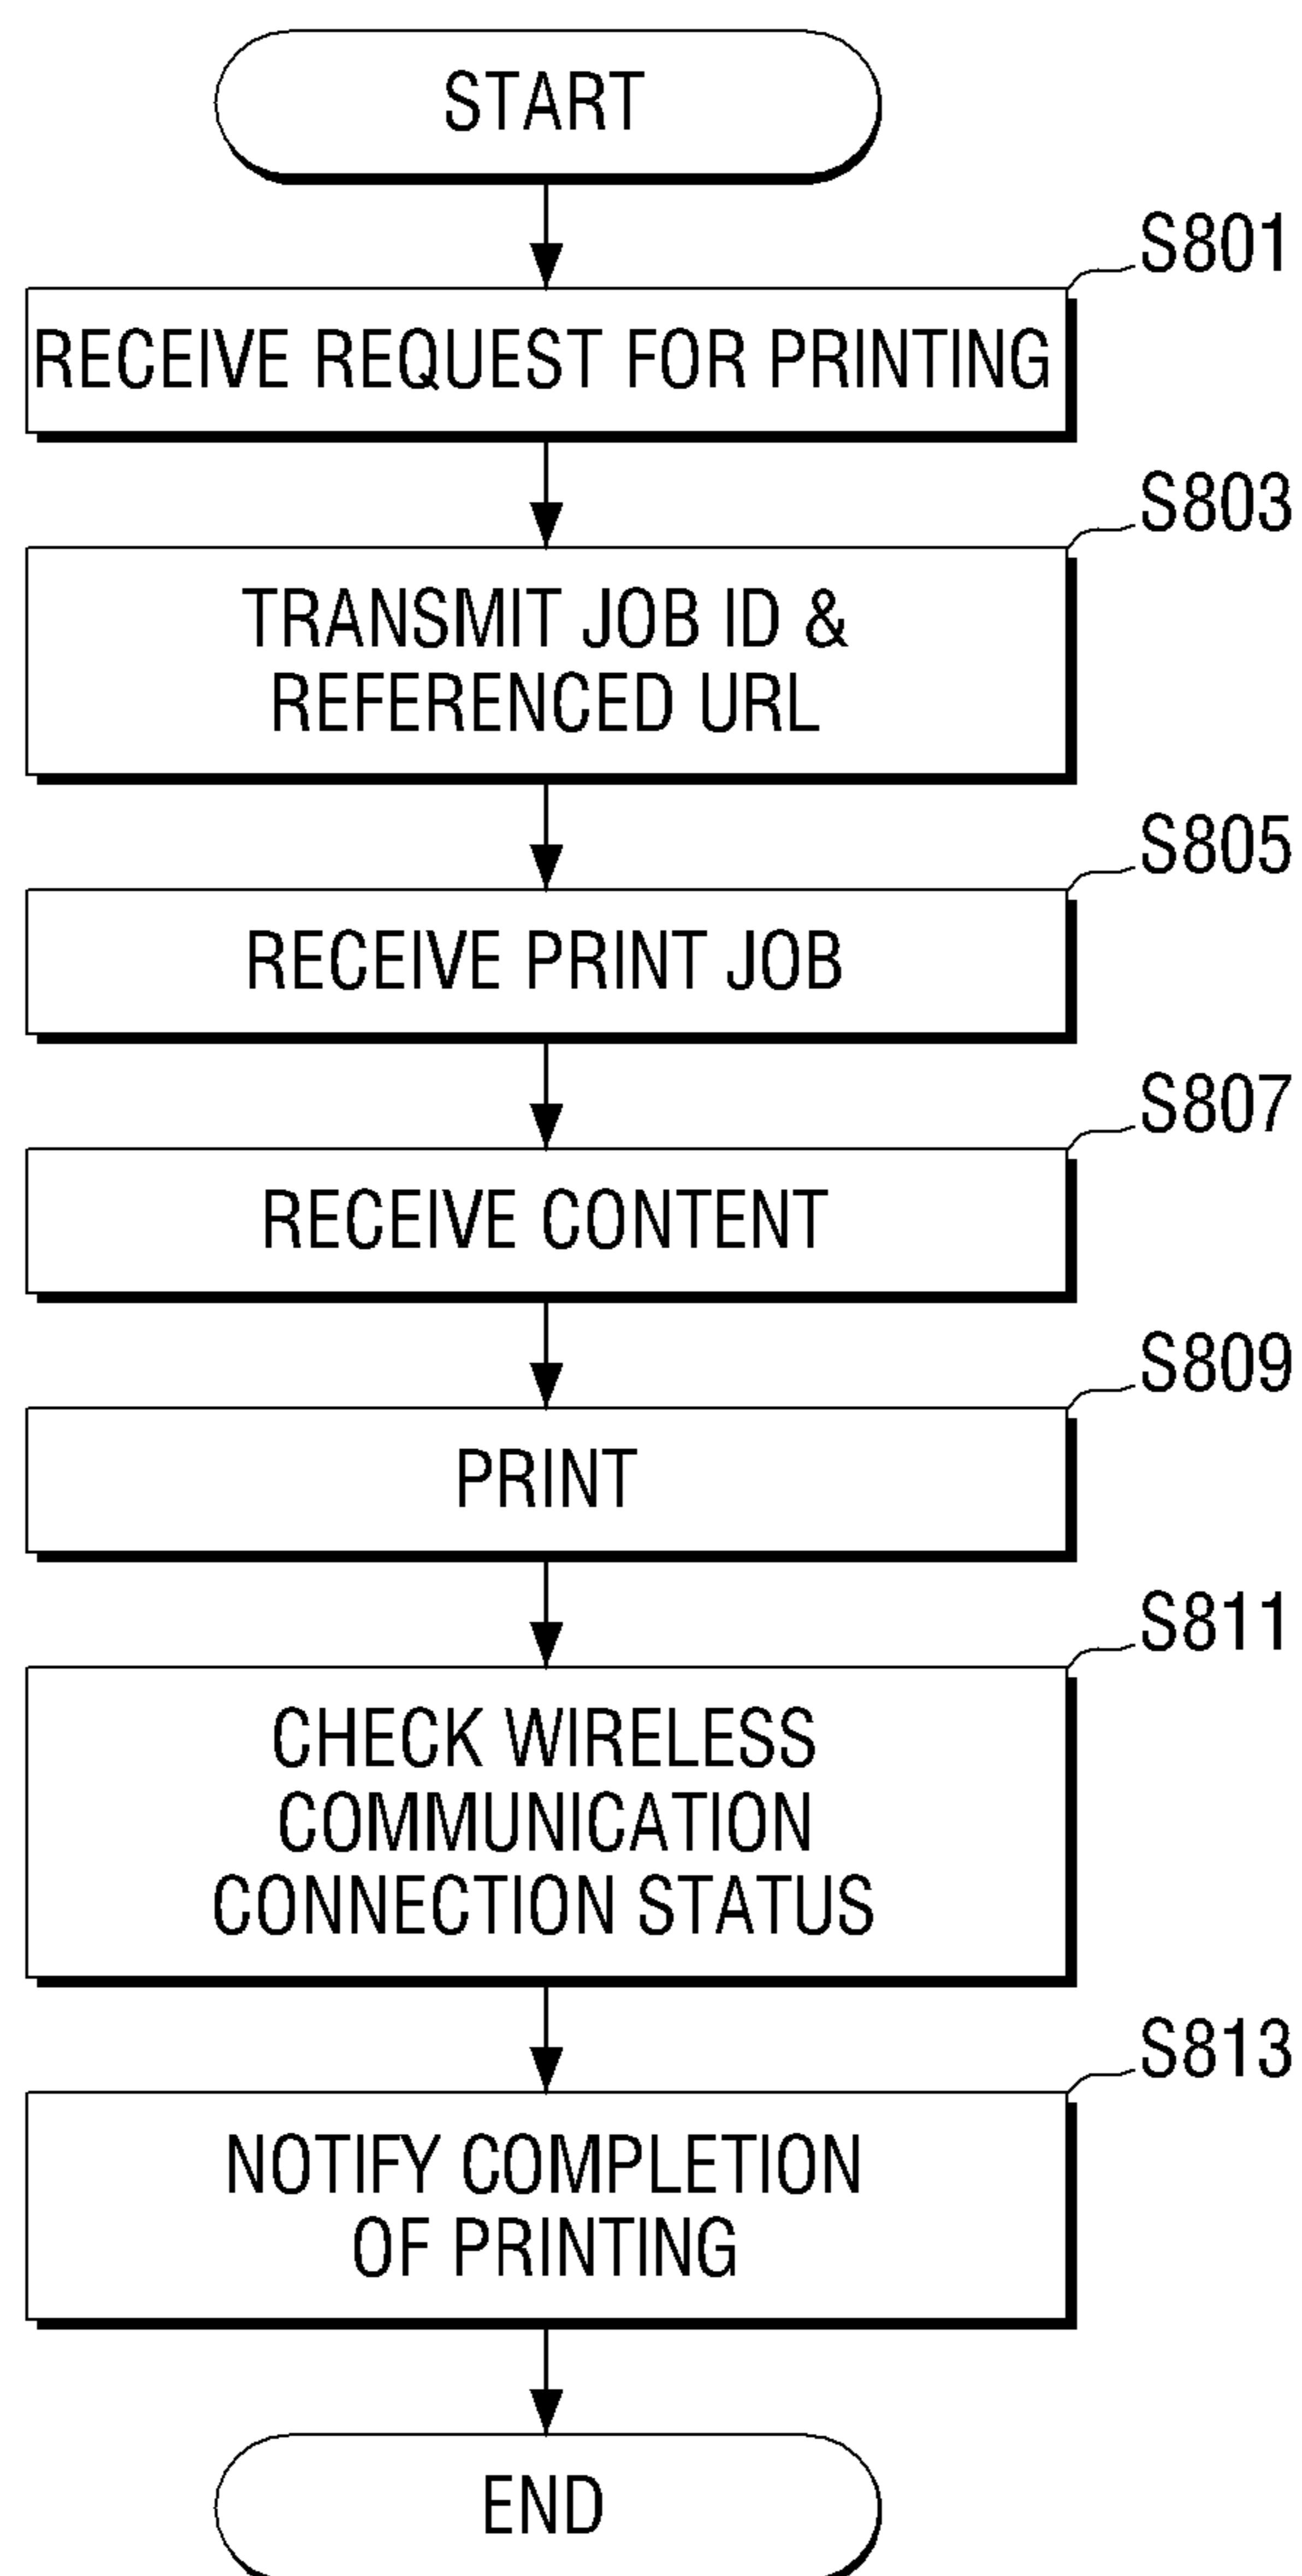 START
S801
RECEIVE REQUEST FOR PRINTING
S803
TRANSMIT JOB ID &
REFERENCED URL
S805
RECEIVE PRINT JOB
S807
RECEIVE CONTENT
S809
PRINT
S811
CHECK WIRELESS
COMMUNICATION
CONNECTION STATUS
S813
NOTIFY COMPLETION
OF PRINTING
END